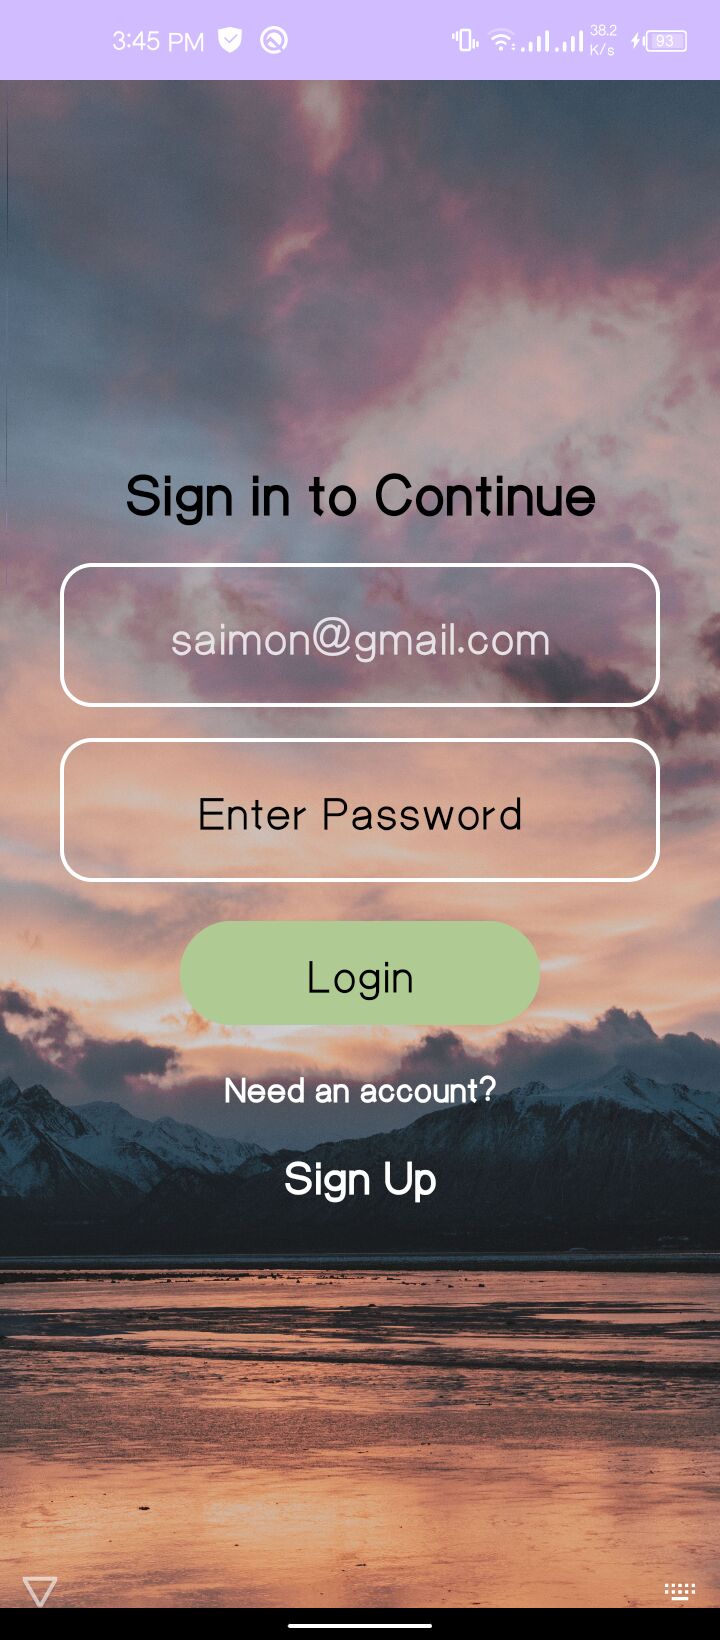 3:45 PM
38.2
K/s
93
Sign in to Continue
saimon@gmail.com
Enter Password
Login
Need an account?
Sign Up